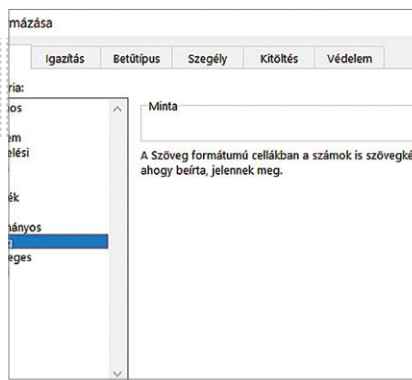 mázása
Igazítás Betűtípus Szegély Kitöltés Védelem
ria:
os
Minta
em
elési
A Szöveg formátumú cellákban a számok is szövegké
ahogy beírta, jelennek meg.
ék
mányos
g
eges